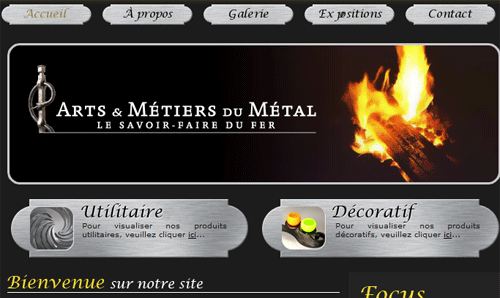 Accueil
À propos
Galerie
Expositions
Contact
ARTS & MÉTIERS DU MÉTAL
LE SAVOIR-FAIRE DU FER
Utilitaire
Pour visualiser nos produits
utilitaires, veuillez cliquer ici...
Décoratif
Pour visualiser nos produits
décoratifs, veuillez cliquer ici...
Bienvenue sur notre site
Focus